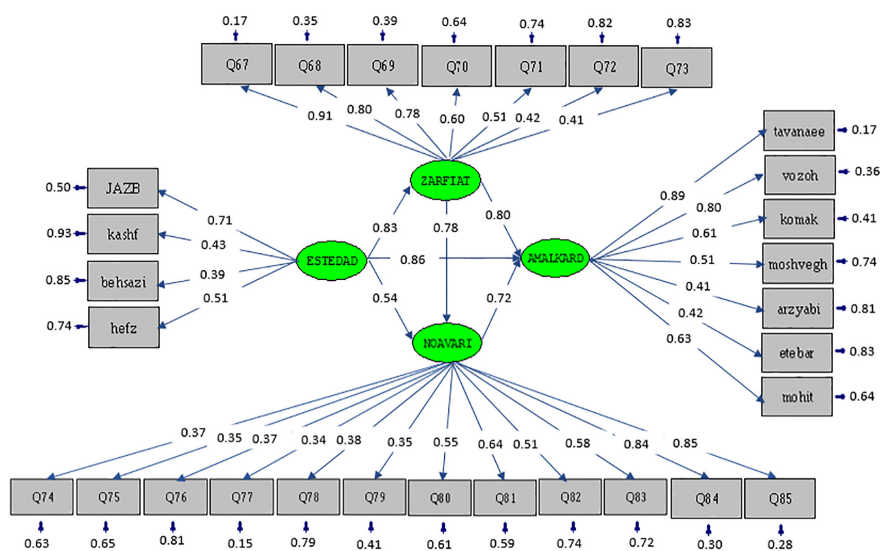 0.17 0.35 0.39 0.64 0.74 0.82 0.83
Q67 Q68 Q69 Q70 Q71 Q72 Q73
0.91 0.80 0.78 0.60 0.51 0.42 0.41
tavanaee 0.17
vozoh 0.36
komak 0.41
moshvegh 0.74
arzyabi 0.81
etebar 0.83
mohit 0.64
0.89
0.80
0.61
0.51
0.41
0.42
0.63
ZARFIAT
0.50 JAZB
0.93 kashf
0.85 behsazi
0.74 hefz
0.71
0.43
0.39
0.51
0.83 0.78 0.80
ESTEDAD 0.86 AMALKARD
0.54 0.72
NOAVARI
0.37 0.35 0.37 0.34 0.38 0.35 0.55 0.64 0.51 0.58 0.84 0.85
Q74 Q75 Q76 Q77 Q78 Q79 Q80 Q81 Q82 Q83 Q84 Q85
0.63 0.65 0.81 0.15 0.79 0.41 0.61 0.59 0.74 0.72 0.30 0.28